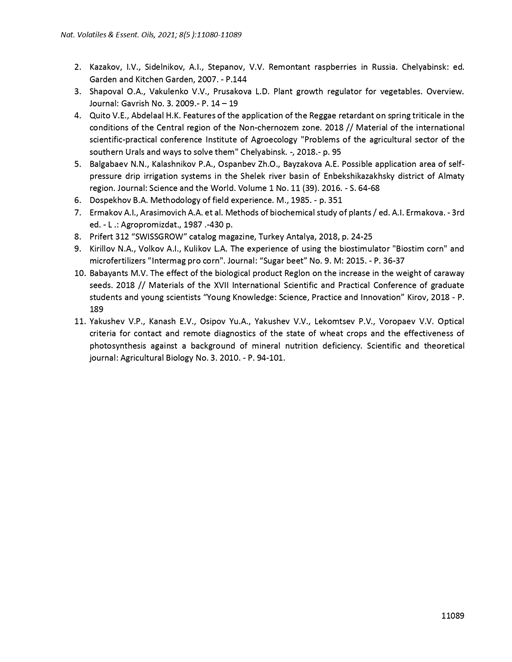 Nat. Volatiles & Essent. Oils, 2021; 8(5 ):11080-11089
2. Kazakov, I.V., Sidelnikov, A.I., Stepanov, V.V. Remontant raspberries in Russia. Chelyabinsk: ed.
Garden and Kitchen Garden, 2007. - P.144
3. Shapoval O.A., Vakulenko V.V., Prusakova L.D. Plant growth regulator for vegetables. Overview.
Journal: Gavrish No. 3. 2009.- P. 14 – 19
4. Quito V.E., Abdelaal H.K. Features of the application of the Reggae retardant on spring triticale in the
conditions of the Central region of the Non-chernozem zone. 2018 // Material of the international
scientific-practical conference Institute of Agroecology "Problems of the agricultural sector of the
southern Urals and ways to solve them" Chelyabinsk. -, 2018.- p. 95
5. Balgabaev N.N., Kalashnikov P.A., Ospanbev Zh.O., Bayzakova A.E. Possible application area of self-
pressure drip irrigation systems in the Shelek river basin of Enbekshikazakhsky district of Almaty
region. Journal: Science and the World. Volume 1 No. 11 (39). 2016. - S. 64-68
6. Dospekhov B.A. Methodology of field experience. M., 1985. - p. 351
7. Ermakov A.I., Arasimovich A.A. et al. Methods of biochemical study of plants / ed. A.I. Ermakova. - 3rd
ed. - L .: Agropromizdat., 1987 .-430 p.
8. Prifert 312 “SWISSGROW” catalog magazine, Turkey Antalya, 2018, p. 24-25
9. Kirillov N.A., Volkov A.I., Kulikov L.A. The experience of using the biostimulator "Biostim corn" and
microfertilizers "Intermag pro corn". Journal: “Sugar beet” No. 9. M: 2015. - P. 36-37
10. Babayants M.V. The effect of the biological product Reglon on the increase in the weight of caraway
seeds. 2018 // Materials of the XVII International Scientific and Practical Conference of graduate
students and young scientists “Young Knowledge: Science, Practice and Innovation” Kirov, 2018 - P.
189
11. Yakushev V.P., Kanash E.V., Osipov Yu.A., Yakushev V.V., Lekomtsev P.V., Voropaev V.V. Optical
criteria for contact and remote diagnostics of the state of wheat crops and the effectiveness of
photosynthesis against a background of mineral nutrition deficiency. Scientific and theoretical
journal: Agricultural Biology No. 3. 2010. - P. 94-101.
11089